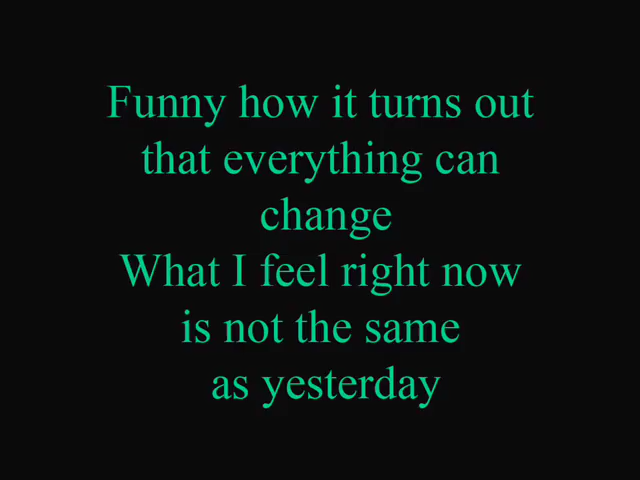 Funny how it turns out
that everything can
change
What I feel right now
is not the same
as yesterday